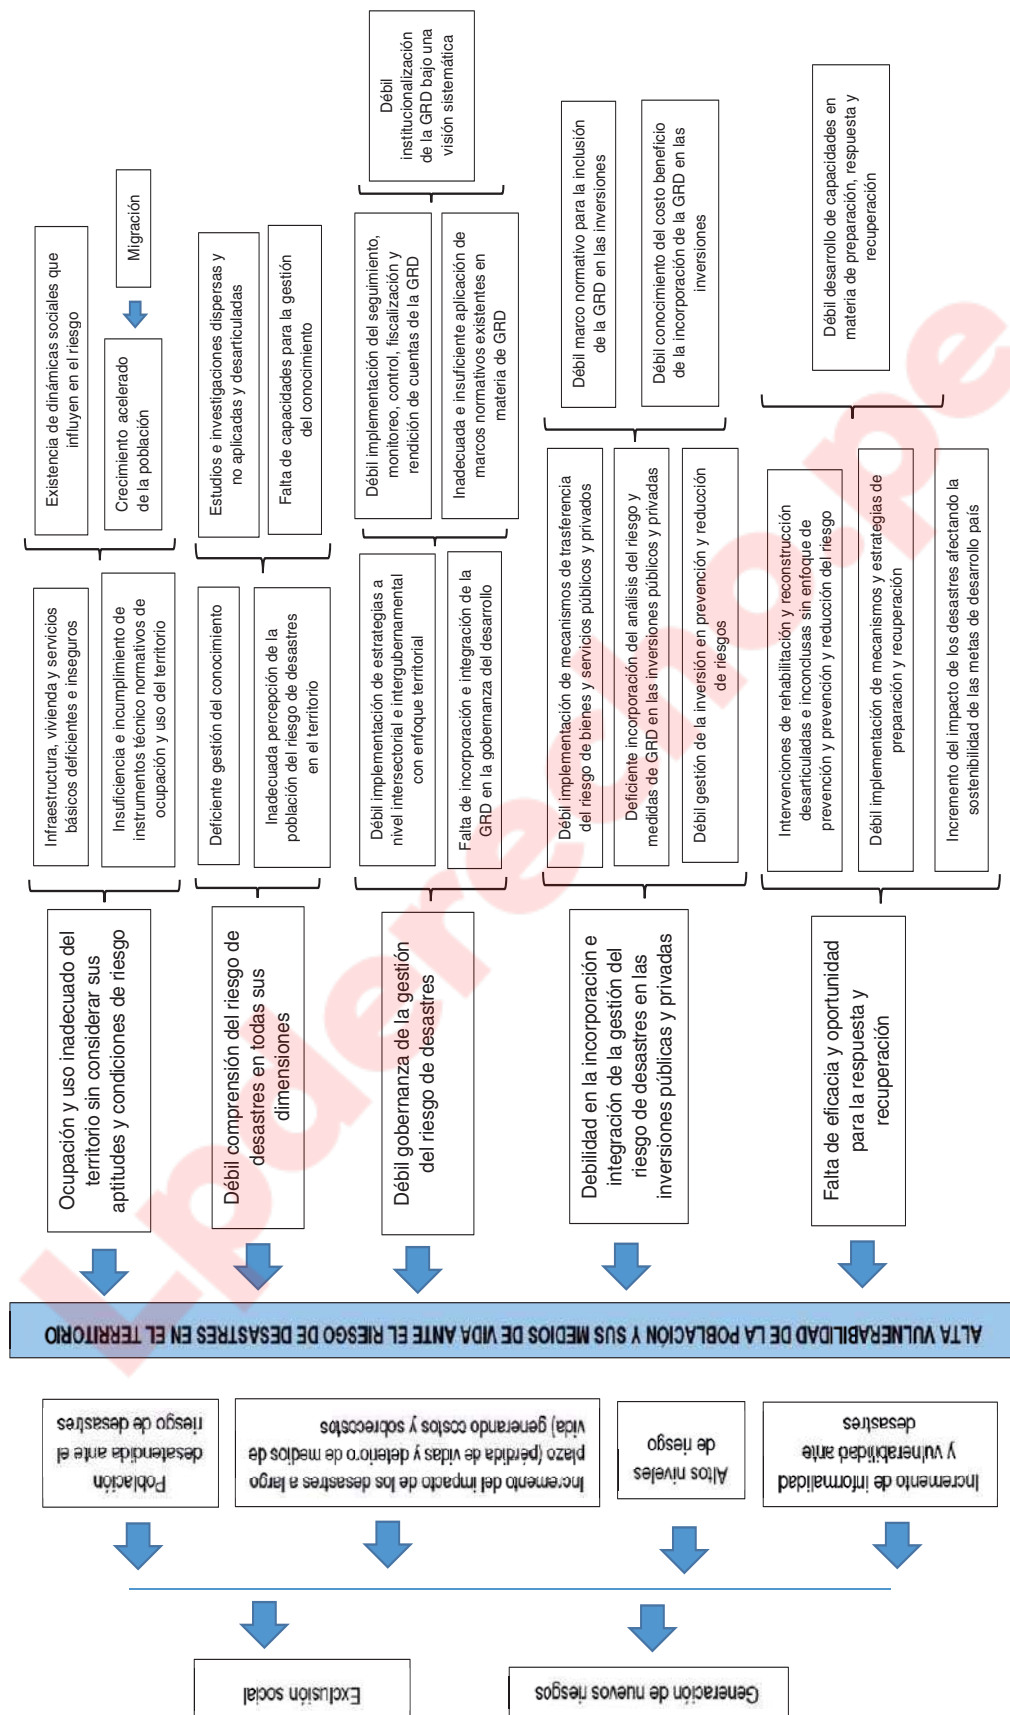 Exclusión social
Generación de nuevos riesgos
Población
desatendida ante el
riesgo de desastres
Incremento del impacto de los desastres a largo
plazo (pérdida de vidas y deterioro de medios de
vida) generando costos y sobrecostos
Altos niveles
de riesgo
Incremento de informalidad
y vulnerabilidad ante
desastres
ALTA VULNERABILIDAD DE LA POBLACIÓN Y SUS MEDIOS DE VIDA ANTE EL RIESGO DE DESASTRES EN EL TERRITORIO
Ocupación y uso inadecuado del
territorio sin considerar sus
aptitudes y condiciones de riesgo
Infraestructura, vivienda y servicios
básicos deficientes e inseguros
Insuficiencia e incumplimiento de
instrumentos técnico normativos de
ocupación y uso del territorio
Existencia de dinámicas sociales que
influyen en el riesgo
Crecimiento acelerado
de la población
Migración
Débil comprensión del riesgo de
desastres en todas sus
dimensiones
Deficiente gestión del conocimiento
Inadecuada percepción de la
población del riesgo de desastres
en el territorio
Estudios e investigaciones dispersas y
no aplicadas y desarticuladas
Falta de capacidades para la gestión
del conocimiento
Débil gobernanza de la gestión
del riesgo de desastres
Débil implementación de estrategias a
nivel intersectorial e intergubernamental
con enfoque territorial
Falta de incorporación e integración de la
GRD en la gobernanza del desarrollo
Débil implementación del seguimiento,
monitoreo, control, fiscalización y
rendición de cuentas de la GRD
Inadecuada e insuficiente aplicación de
marcos normativos existentes en
materia de GRD
Débil
institucionalización
de la GRD bajo una
visión sistemática
Debilidad en la incorporación e
integración de la gestión del
riesgo de desastres en las
inversiones públicas y privadas
Débil implementación de mecanismos de trasferencia
del riesgo de bienes y servicios públicos y privados
Deficiente incorporación del análisis del riesgo y
medidas de GRD en las inversiones públicos y privadas
Débil gestión de la inversión en prevención y reducción
de riesgos
Débil marco normativo para la inclusión
de la GRD en las inversiones
Débil conocimiento del costo beneficio
de la incorporación de la GRD en las
inversiones
Falta de eficacia y oportunidad
para la respuesta y
recuperación
Intervenciones de rehabilitación y reconstrucción
desarticuladas e inconclusas sin enfoque de
prevención y prevención y reducción del riesgo
Débil implementación de mecanismos y estrategias de
preparación y recuperación
Incremento del impacto de los desastres afectando la
sostenibilidad de las metas de desarrollo país
Débil desarrollo de capacidades en
materia de preparación, respuesta y
recuperación
Lpderecho.pe